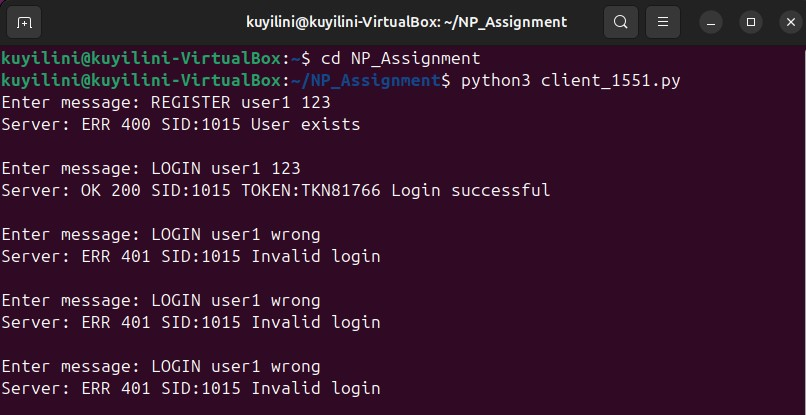 kuyilini@kuyilini-VirtualBox: ~/NP_Assignment
kuyilini@kuyilini-VirtualBox:~$ cd NP_Assignment
kuyilini@kuyilini-VirtualBox:~/NP_Assignment$ python3 client_1551.py
Enter message: REGISTER user1 123
Server: ERR 400 SID:1015 User exists
Enter message: LOGIN user1 123
Server: OK 200 SID:1015 TOKEN:TKN81766 Login successful
Enter message: LOGIN user1 wrong
Server: ERR 401 SID:1015 Invalid login
Enter message: LOGIN user1 wrong
Server: ERR 401 SID:1015 Invalid login
Enter message: LOGIN user1 wrong
Server: ERR 401 SID:1015 Invalid login